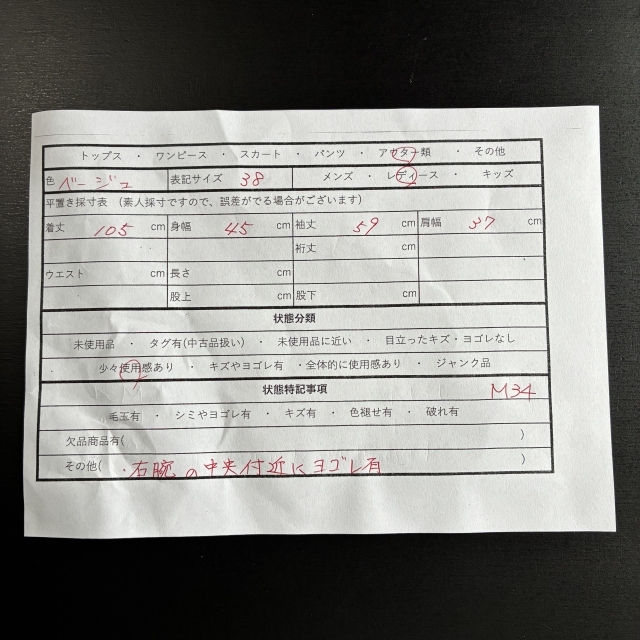 トップス ・ ワンピース ・ スカート ・ パンツ ・ アウター類 ・ その他
色 ベージュ 表記サイズ 38 メンズ ・ レディース ・ キッズ
平置き採寸表 （素人採寸ですので、誤差がでる場合がございます）
着丈 105 cm 身幅 45 cm 袖丈 59 cm 肩幅 37 cm
裄丈 cm
ウエスト cm 長さ cm
股上 cm 股下 cm
状態分類
未使用品 ・ タグ有(中古品扱い) ・ 未使用品に近い ・ 目立ったキズ・ヨゴレなし
少々使用感あり ・ キズやヨゴレ有 ・全体的に使用感あり ・ ジャンク品
状態特記事項 M34
毛玉有 ・ シミやヨゴレ有 ・ キズ有 ・ 色褪せ有 ・ 破れ有
欠品商品有( )
その他( ・右腕の中央付近にヨゴレ有 )